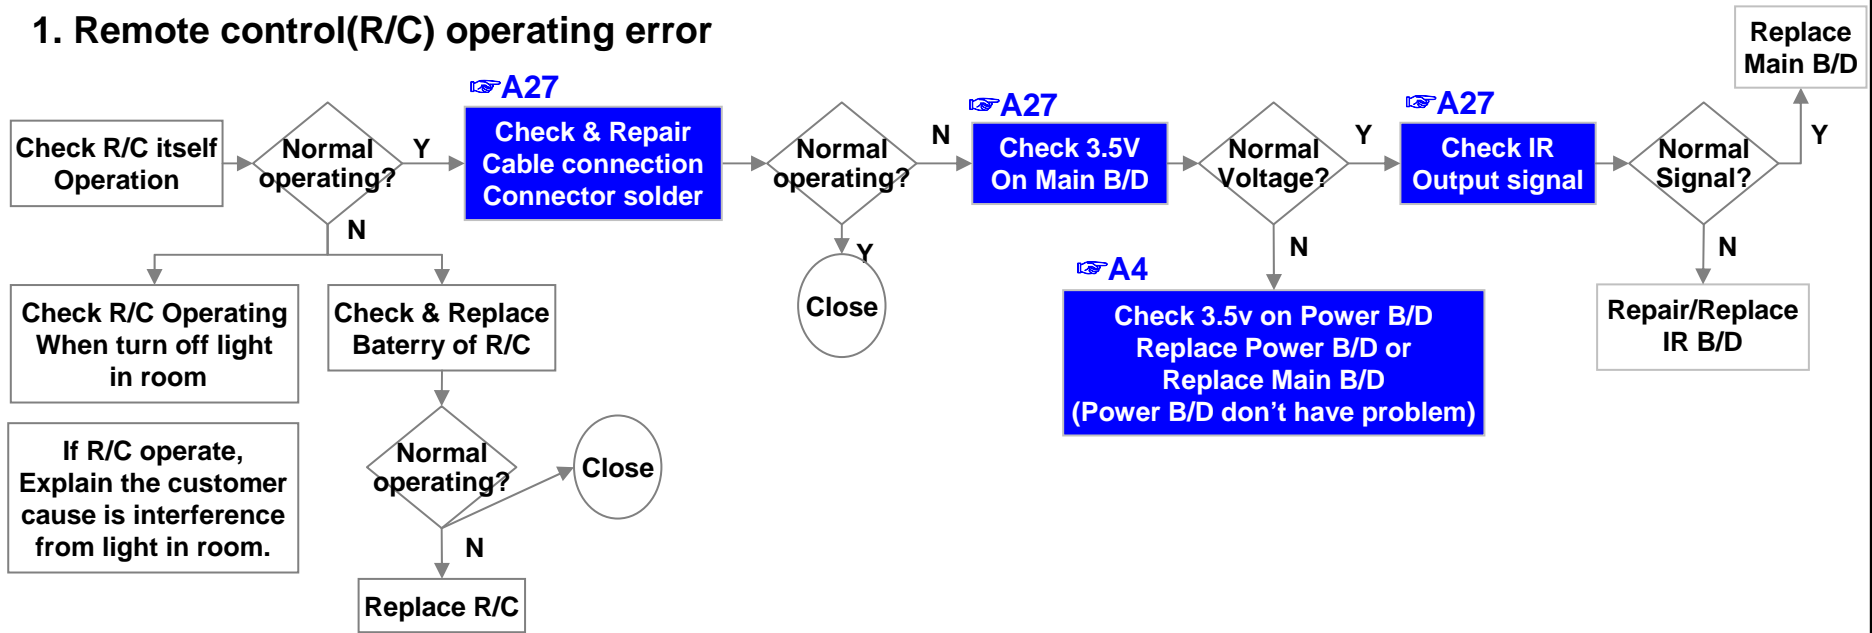 1. Remote control(R/C) operating error
Check R/C itself
Operation
Normal
operating?
Y
N
☞A27
Check & Repair
Cable connection
Connector solder
Normal
operating?
N
Y
Close
☞A27
Check 3.5V
On Main B/D
Normal
Voltage?
Y
N
☞A27
Check IR
Output signal
Normal
Signal?
Y
N
Replace
Main B/D
Repair/Replace
IR B/D
☞A4
Check 3.5v on Power B/D
Replace Power B/D or
Replace Main B/D
(Power B/D don't have problem)
Check R/C Operating
When turn off light
in room
If R/C operate,
Explain the customer
cause is interference
from light in room.
Check & Replace
Baterry of R/C
Normal
operating?
Close
N
Replace R/C